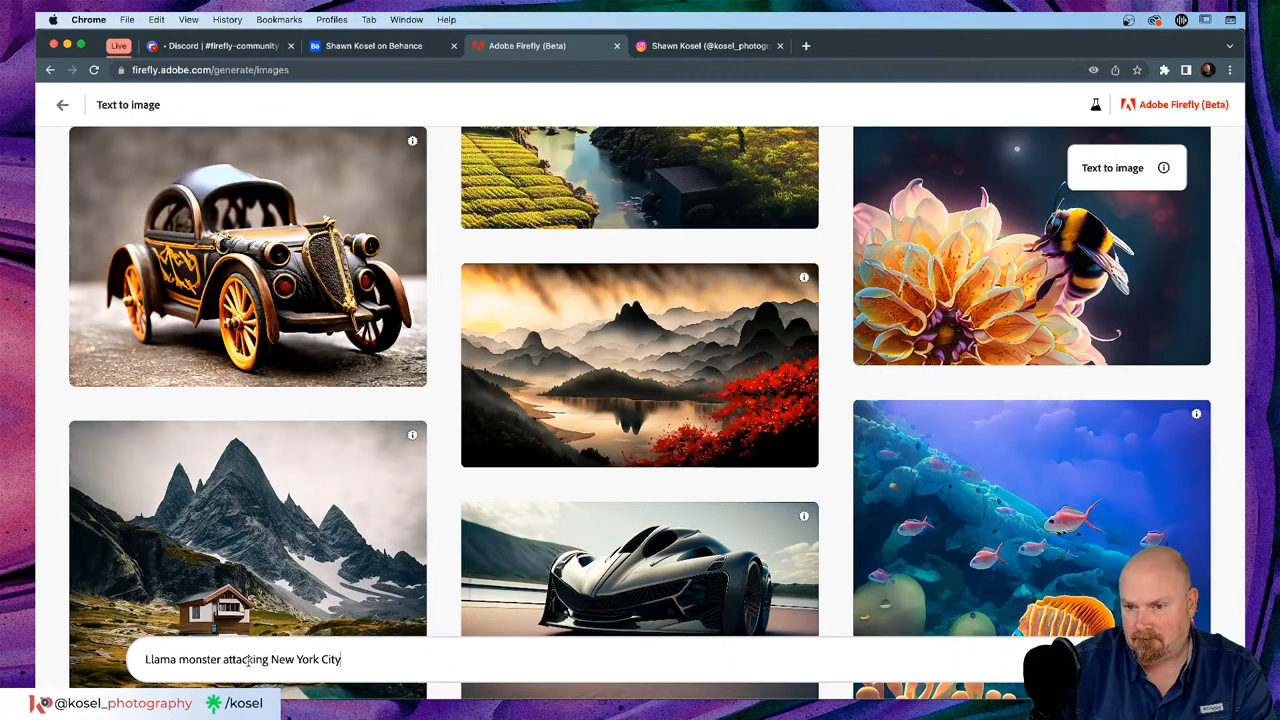 Chrome File Edit View History Bookmarks Profiles Tab Window Help
Live • Discord | #firefly-community Bē Shawn Kosel on Behance Adobe Firefly (Beta) Shawn Kosel (@kosel_photogr
firefly.adobe.com/generate/images
Text to image
Adobe Firefly (Beta)
Text to image
Llama monster attacking New York City
@kosel_photography /kosel